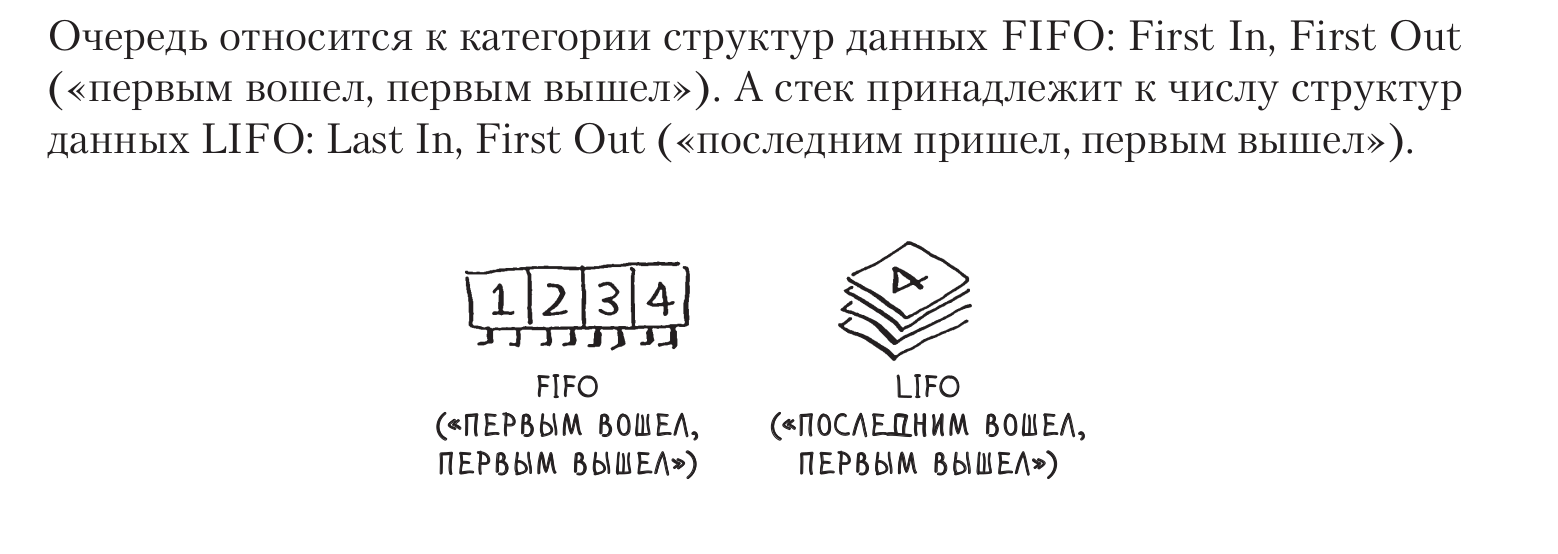 Очередь относится к категории структур данных FIFO: First In, First Out
(«первым вошел, первым вышел»). А стек принадлежит к числу структур
данных LIFO: Last In, First Out («последним пришел, первым вышел»).
1 2 3 4
4
FIFO
(«ПЕРВЫМ ВОШЕЛ,
ПЕРВЫМ ВЫШЕЛ»)
LIFO
(«ПОСЛЕДНИМ ВОШЕЛ,
ПЕРВЫМ ВЫШЕЛ»)